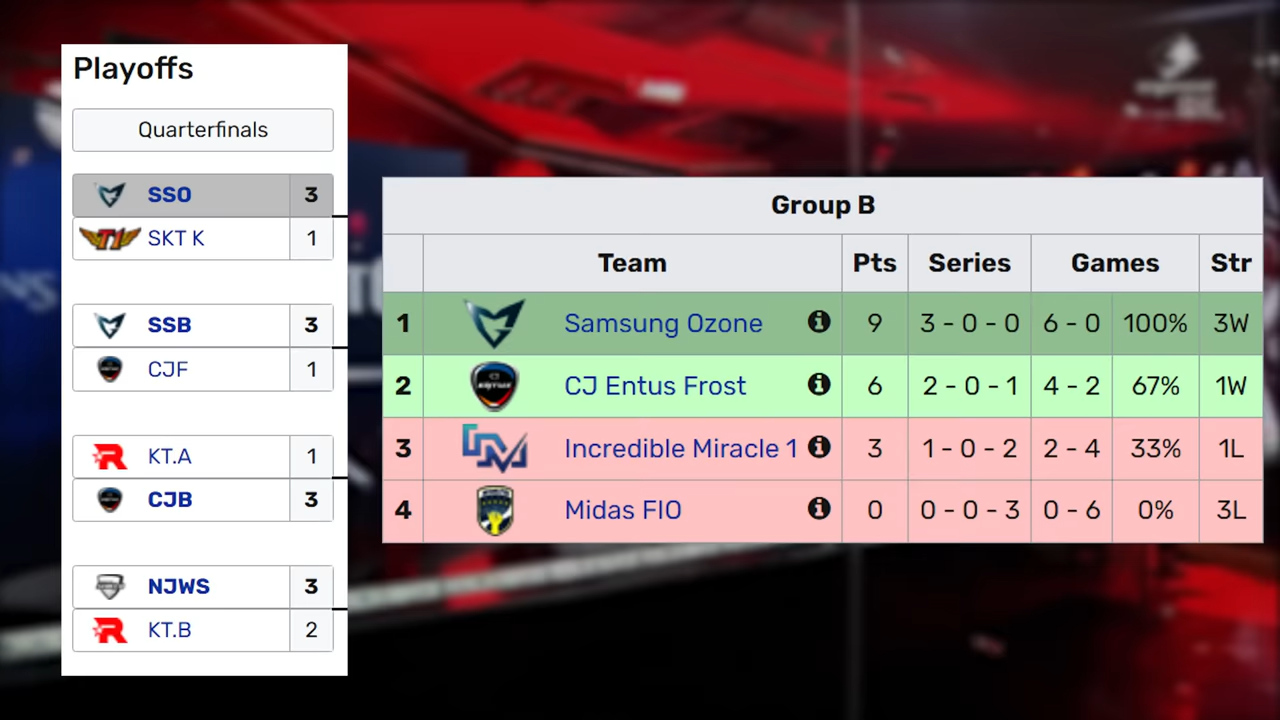 Playoffs
Quarterfinals
SSO 3
SKT K 1
SSB 3
CJF 1
KT.A 1
CJB 3
NJWS 3
KT.B 2
Group B
Team Pts Series Games Str
1 Samsung Ozone 9 3 - 0 - 0 6 - 0 100% 3W
2 CJ Entus Frost 6 2 - 0 - 1 4 - 2 67% 1W
3 Incredible Miracle 1 3 1 - 0 - 2 2 - 4 33% 1L
4 Midas FIO 0 0 - 0 - 3 0 - 6 0% 3L